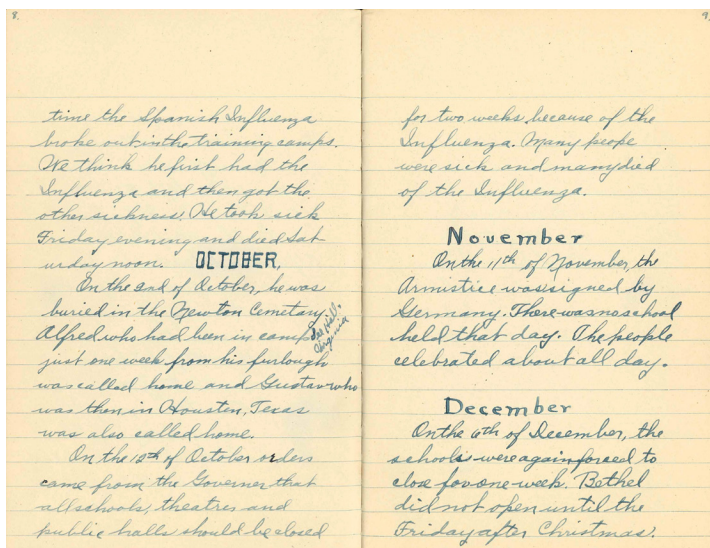 8.
time the Spanish Influenza
broke out in the training camps.
We think he first had the
Influenza and then got the
other sickness. He took sick
Friday evening and died Sat
urday noon. OCTOBER.
On the 2nd of October, he was
buried in the Newton Cemetary.
Alfred who had been in camp Lee Hill,
Virginia
just one week from his furlough
was called home and Gustav who
was then in Houston, Texas
was also called home.
On the 12th of October orders
came from the Governer that
all schools, theatres and
public halls should be closed
9.
for two weeks because of the
Influenza. Many peope
were sick and many died
of the Influenza.
November
On the 11th of November, the
Armistice was signed by
Germany. There was no school
held that day. The people
celebrated about all day.
December
On the 6th of December, the
schools were again forced to
close for one week. Bethel
did not open until the
Friday after Christmas.